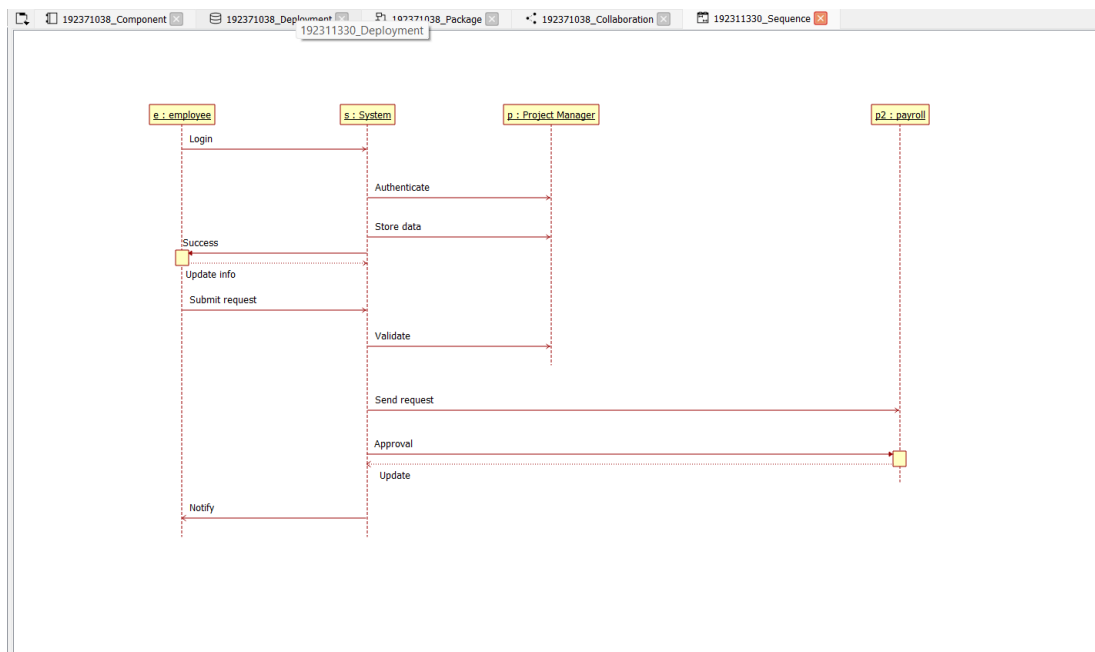 192371038_Component
192371038_Deployment
192371038_Package
192371038_Collaboration
192311330_Sequence
192311330_Deployment
e : employee
s : System
p : Project Manager
p2 : payroll
Login
Authenticate
Store data
Success
Update info
Submit request
Validate
Send request
Approval
Update
Notify